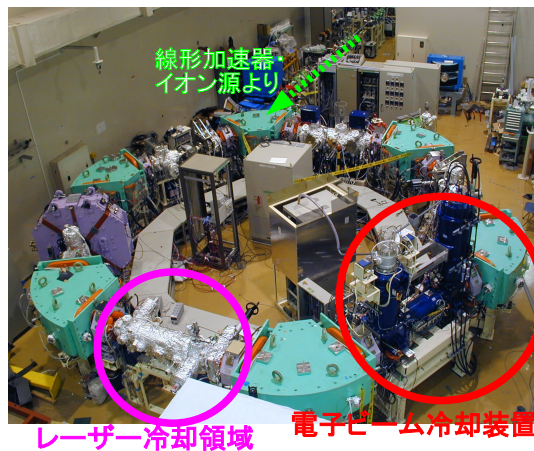 線形加速器・
イオン源より
レーザー冷却領域
電子ビーム冷却装置